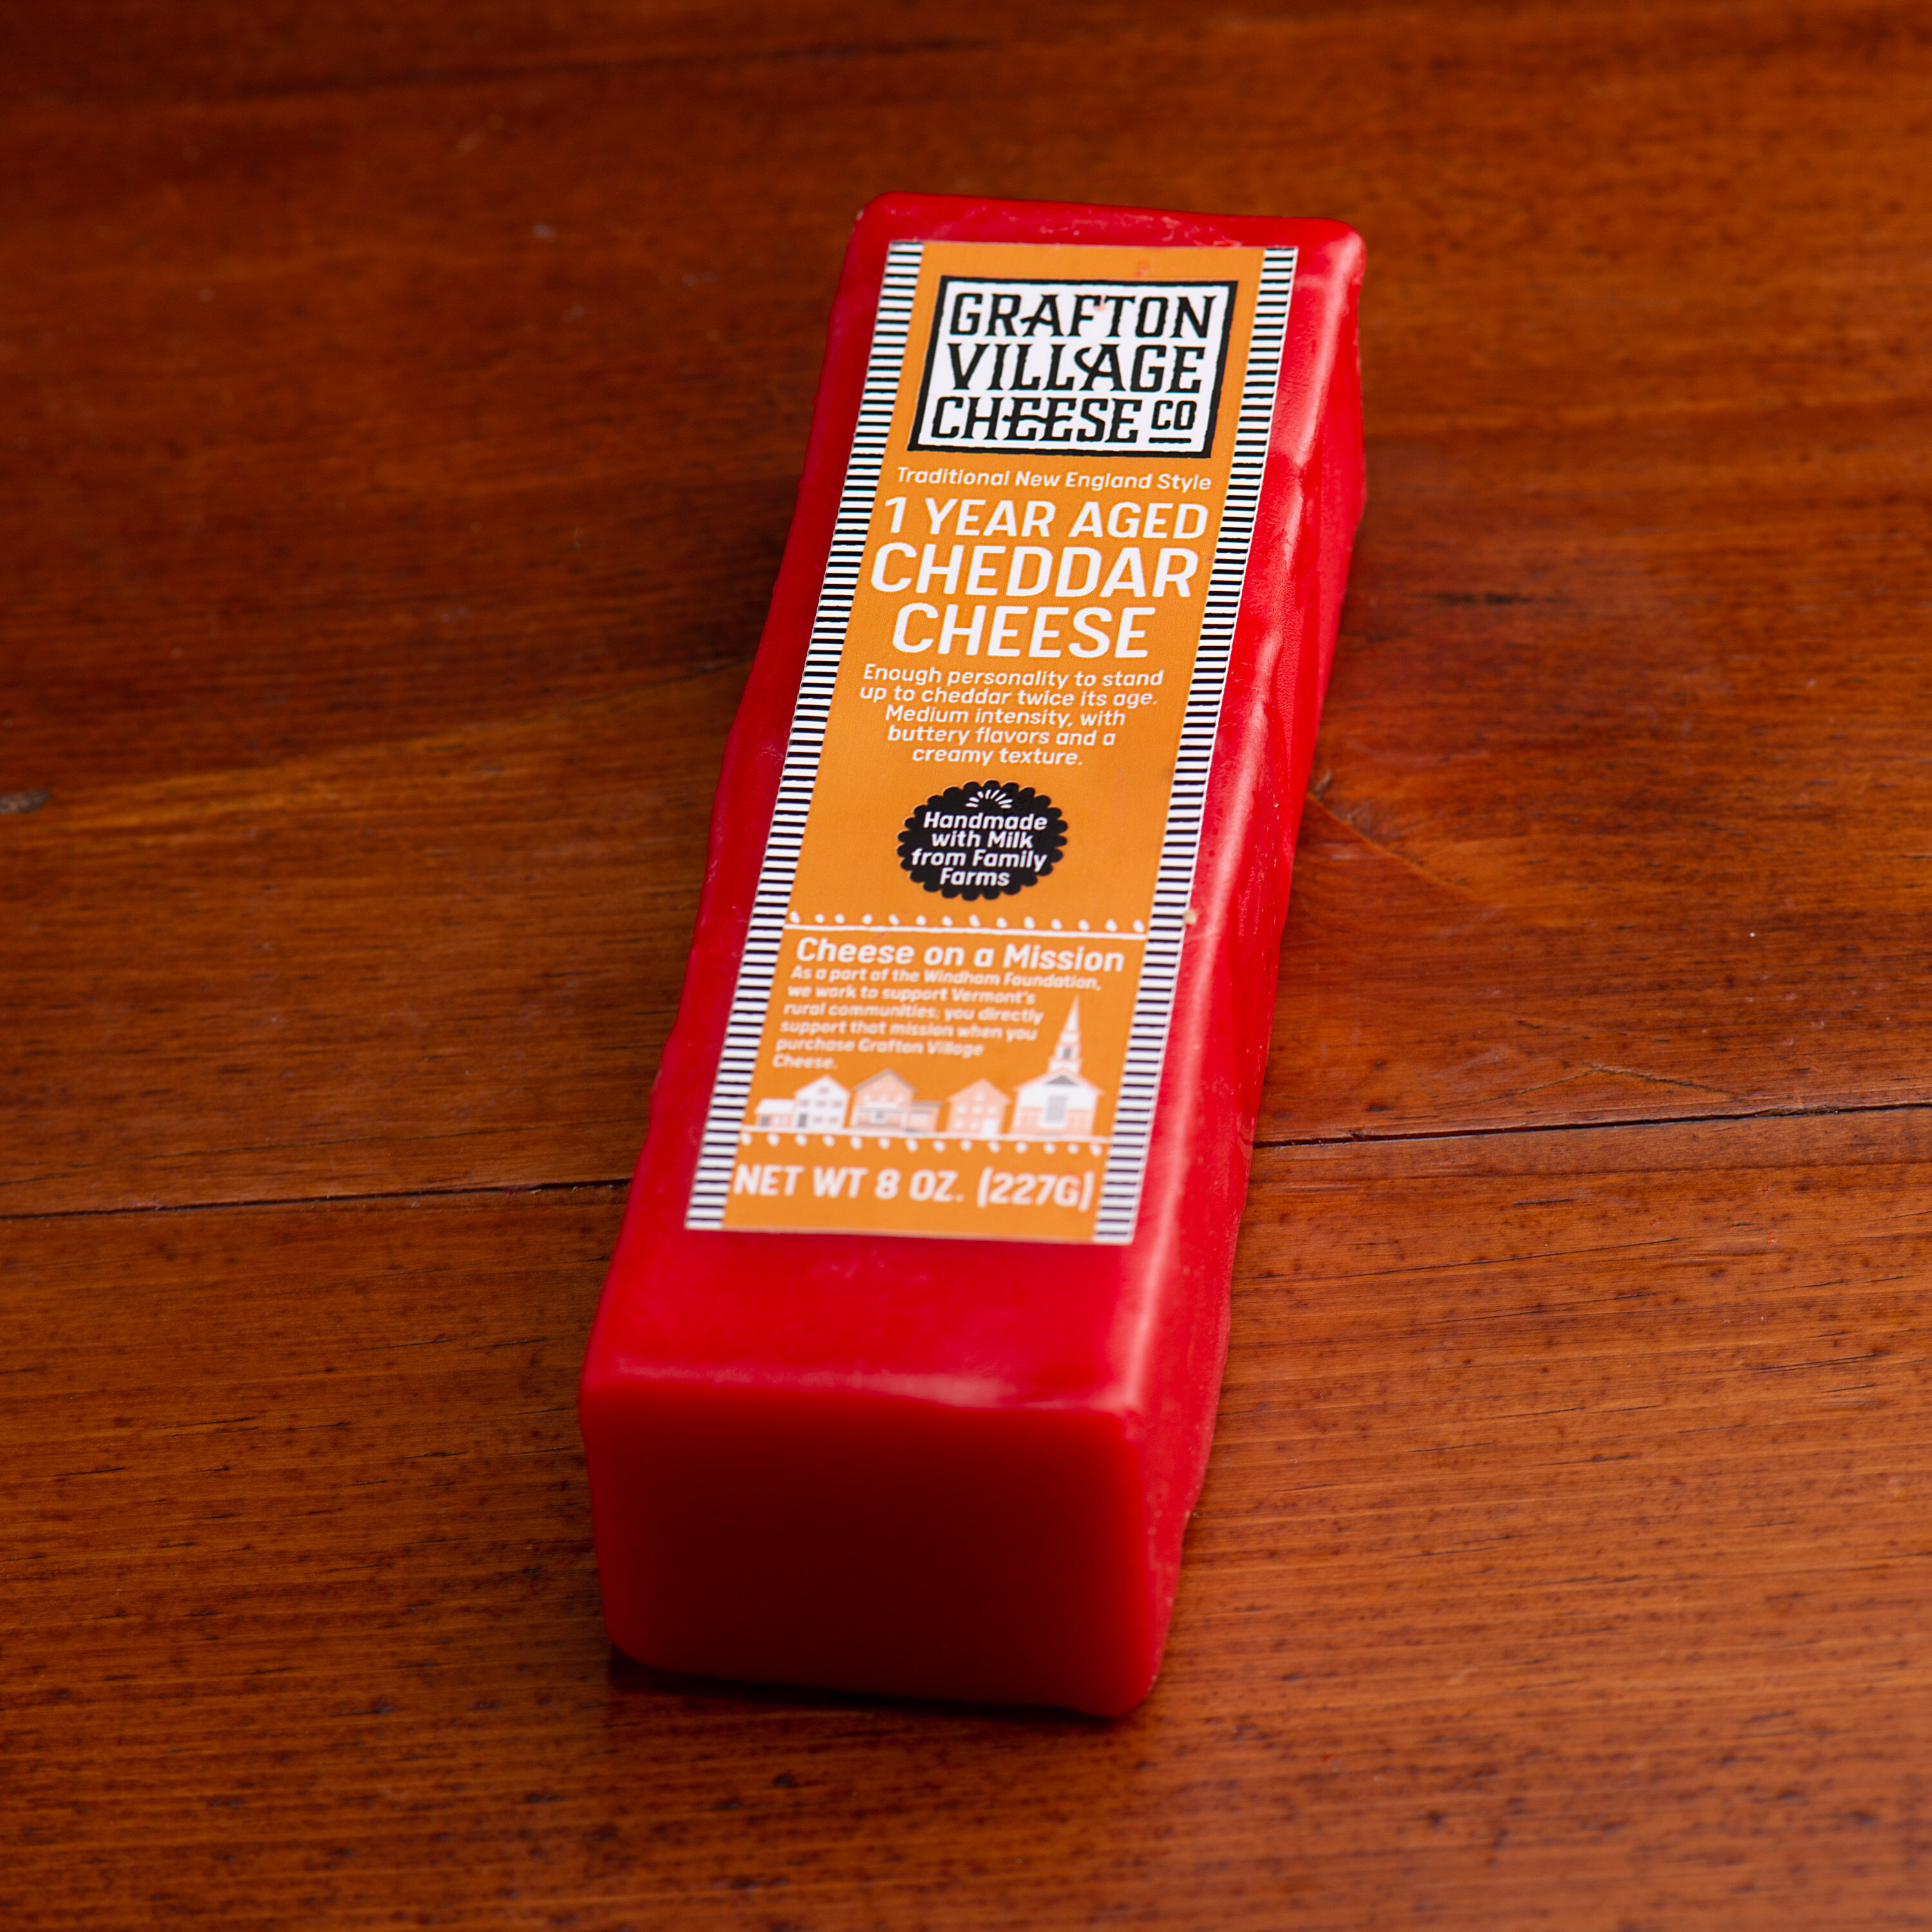 GRAFTON
VILLAGE
CHEESE CO
Traditional New England Style
1 YEAR AGED
CHEDDAR
CHEESE
Enough personality to stand
up to cheddar twice its age.
Medium intensity, with
buttery flavors and a
creamy texture.
Handmade
with Milk
from Family
Farms
Cheese on a Mission
As a part of the Windham Foundation,
we work to support Vermont's
rural communities; you directly
support that mission when you
purchase Grafton Village
Cheese.
NET WT 8 OZ. (227G)